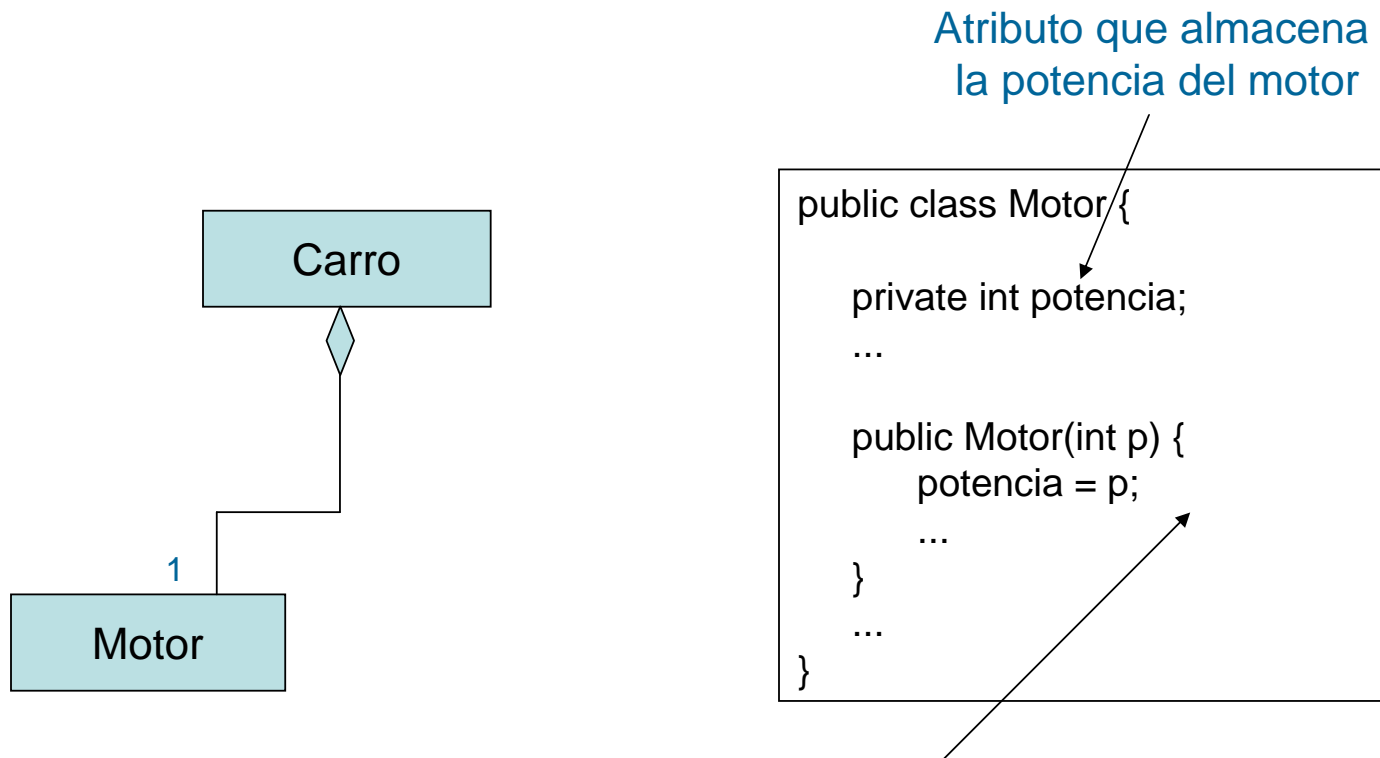 Atributo que almacena
la potencia del motor
Carro
1
Motor
public class Motor {
private int potencia;
...
public Motor(int p) {
potencia = p;
...
}
...
}